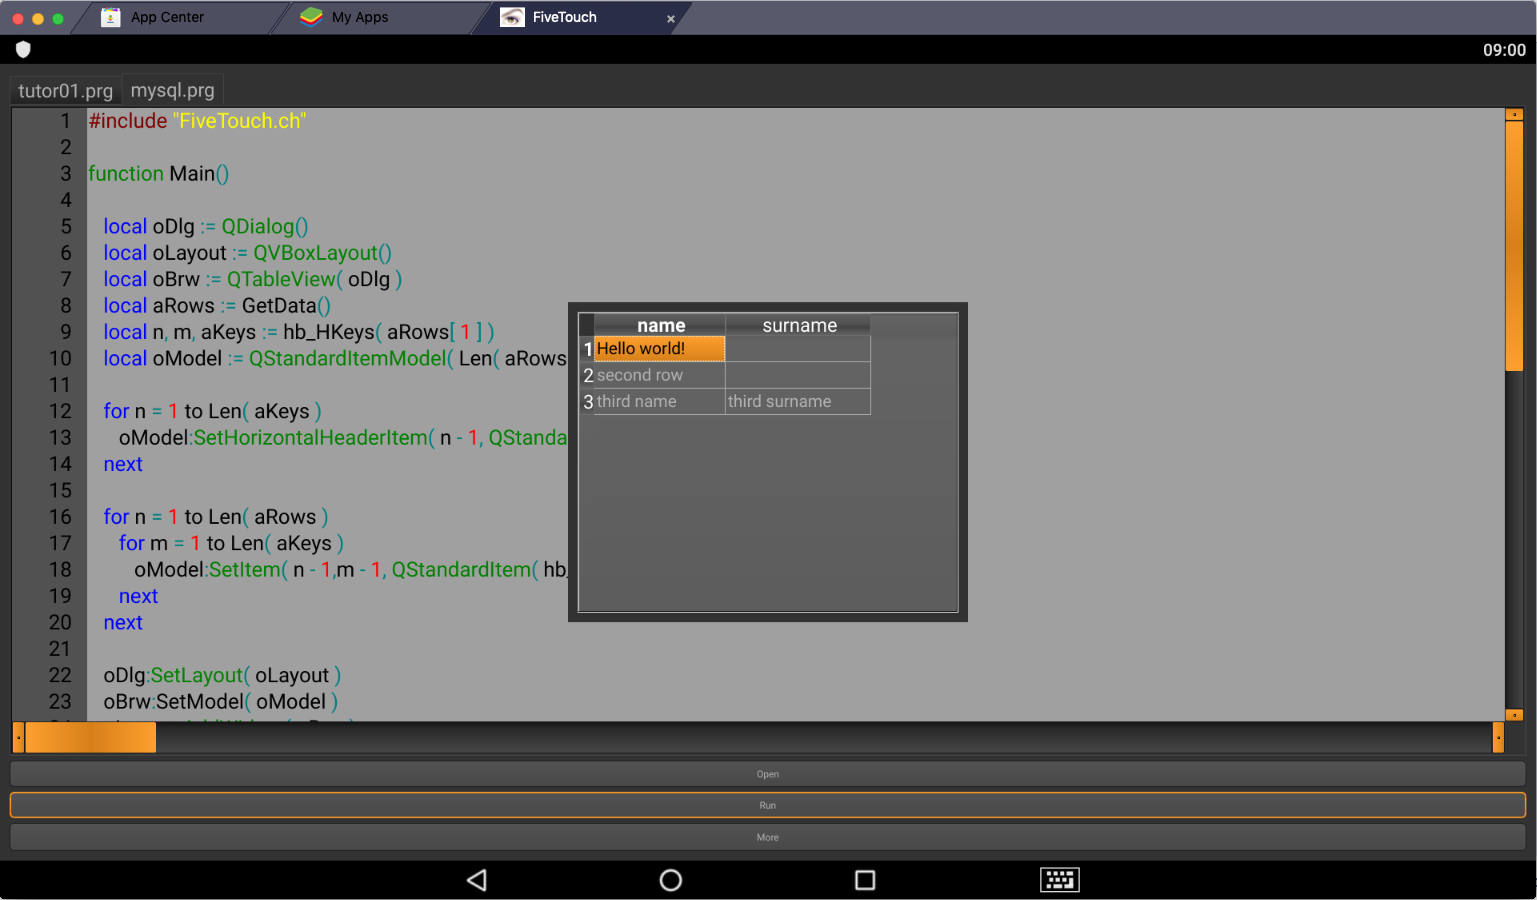 App Center My Apps FiveTouch
09:00
tutor01.prg mysql.prg
1 #include "FiveTouch.ch"
2
3 function Main()
4
5 local oDlg := QDialog()
6 local oLayout := QVBoxLayout()
7 local oBrw := QTableView( oDlg )
8 local aRows := GetData()
9 local n, m, aKeys := hb_HKeys( aRows[ 1 ] )
10 local oModel := QStandardItemModel( Len( aRows
11
12 for n = 1 to Len( aKeys )
13 oModel:SetHorizontalHeaderItem( n - 1, QStanda
14 next
15
16 for n = 1 to Len( aRows )
17 for m = 1 to Len( aKeys )
18 oModel:SetItem( n - 1,m - 1, QStandardItem( hb_
19 next
20 next
21
22 oDlg:SetLayout( oLayout )
23 oBrw:SetModel( oModel )
name surname
1 Hello world!
2 second row
3 third name third surname
Open
Run
More